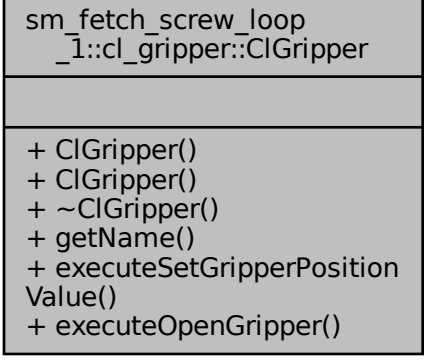 sm_fetch_screw_loop
_1::cl_gripper::ClGripper
+ ClGripper()
+ ClGripper()
+ ~ClGripper()
+ getName()
+ executeSetGripperPosition
Value()
+ executeOpenGripper()